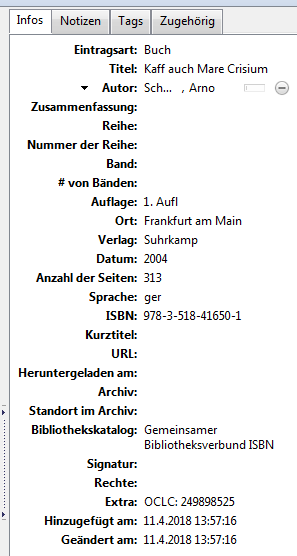 Infos Notizen Tags Zugehörig
Eintragsart: Buch
Titel: Kaff auch Mare Crisium
Autor: Sch... , Arno
Zusammenfassung:
Reihe:
Nummer der Reihe:
Band:
# von Bänden:
Auflage: 1. Aufl
Ort: Frankfurt am Main
Verlag: Suhrkamp
Datum: 2004
Anzahl der Seiten: 313
Sprache: ger
ISBN: 978-3-518-41650-1
Kurztitel:
URL:
Heruntergeladen am:
Archiv:
Standort im Archiv:
Bibliothekskatalog: Gemeinsamer
Bibliotheksverbund ISBN
Signatur:
Rechte:
Extra: OCLC: 249898525
Hinzugefügt am: 11.4.2018 13:57:16
Geändert am: 11.4.2018 13:57:16